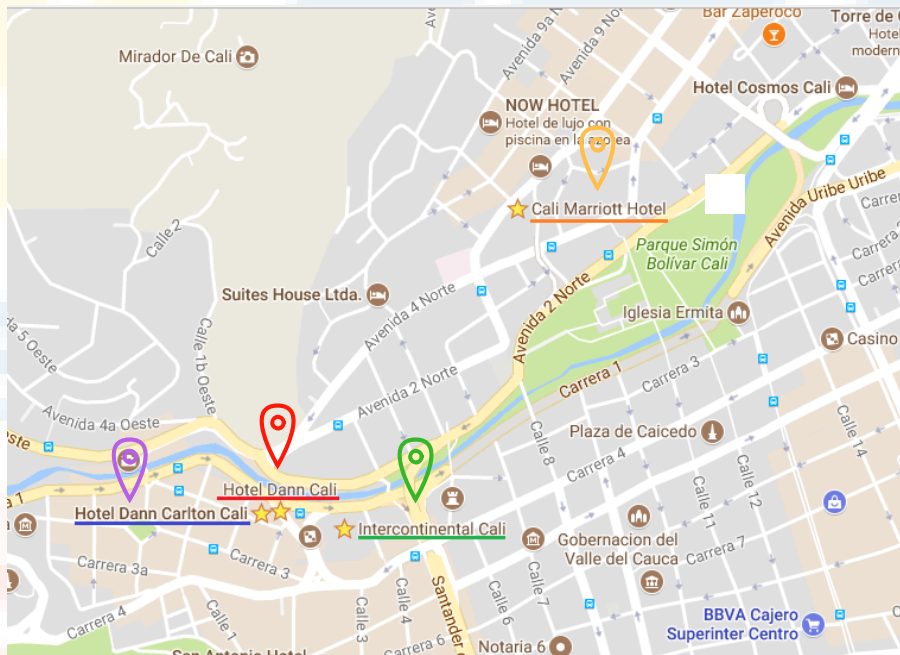 Bar Zaperoco
Torre de
Hotel
modern
Avenida 9a N
Avenida 9 Nor
Mirador De Cali
Hotel Cosmos Cali
NOW HOTEL
Hotel de lujo con
piscina en la azotea
Avenida Uribe Uribe
Cali Marriott Hotel
Calle 2
Parque Simón
Bolívar Cali
Carrera
Suites House Ltda.
Avenida 4 Norte
Avenida 2 Norte
Iglesia Ermita
Casino
Calle 1b Oeste
Avenida 2 Norte
Carrera 1
Carrera 3
Avenida 4a Oeste
Plaza de Caicedo
Calle 8
Calle 14
Carrera 4
Calle 12
Calle 11
Hotel Dann Cali
Hotel Dann Carlton Cali
Intercontinental Cali
Gobernacion del
Valle del Cauca
Carrera 7
Carrera 3a
Carrera 3
Carrera 4
Calle 1
Calle 3
Calle 4
Santander
Calle 6
Calle 7
Carrera 6
BBVA Cajero
Superinter Centro
Notaria 6
San Antonio Hotel